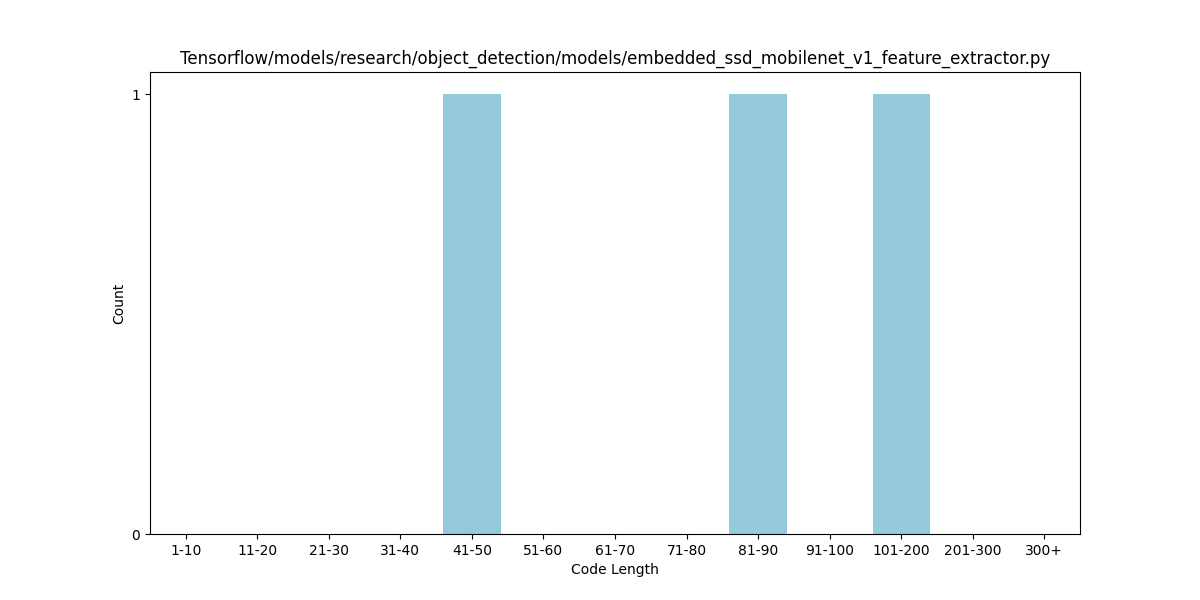 Tensorflow/models/research/object_detection/models/embedded_ssd_mobilenet_v1_feature_extractor.py
1
Count
0
1-10 11-20 21-30 31-40 41-50 51-60 61-70 71-80 81-90 91-100 101-200 201-300 300+
Code Length